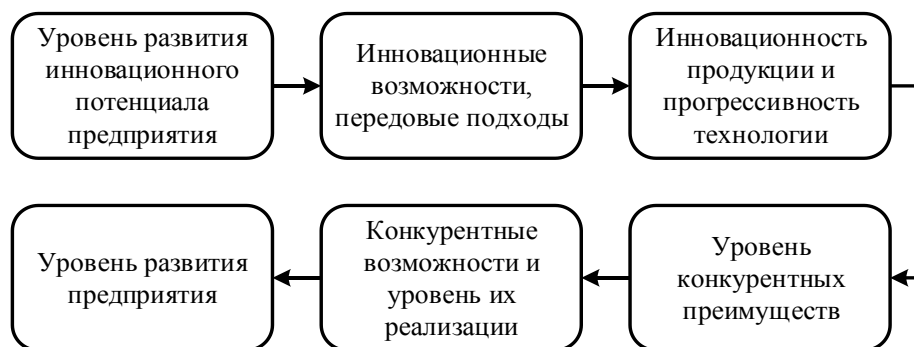 Уровень развития
инновационного
потенциала
предприятия
Инновационные
возможности,
передовые подходы
Инновационность
продукции и
прогрессивность
технологии
Уровень
конкурентных
преимуществ
Конкурентные
возможности и
уровень их
реализации
Уровень развития
предприятия